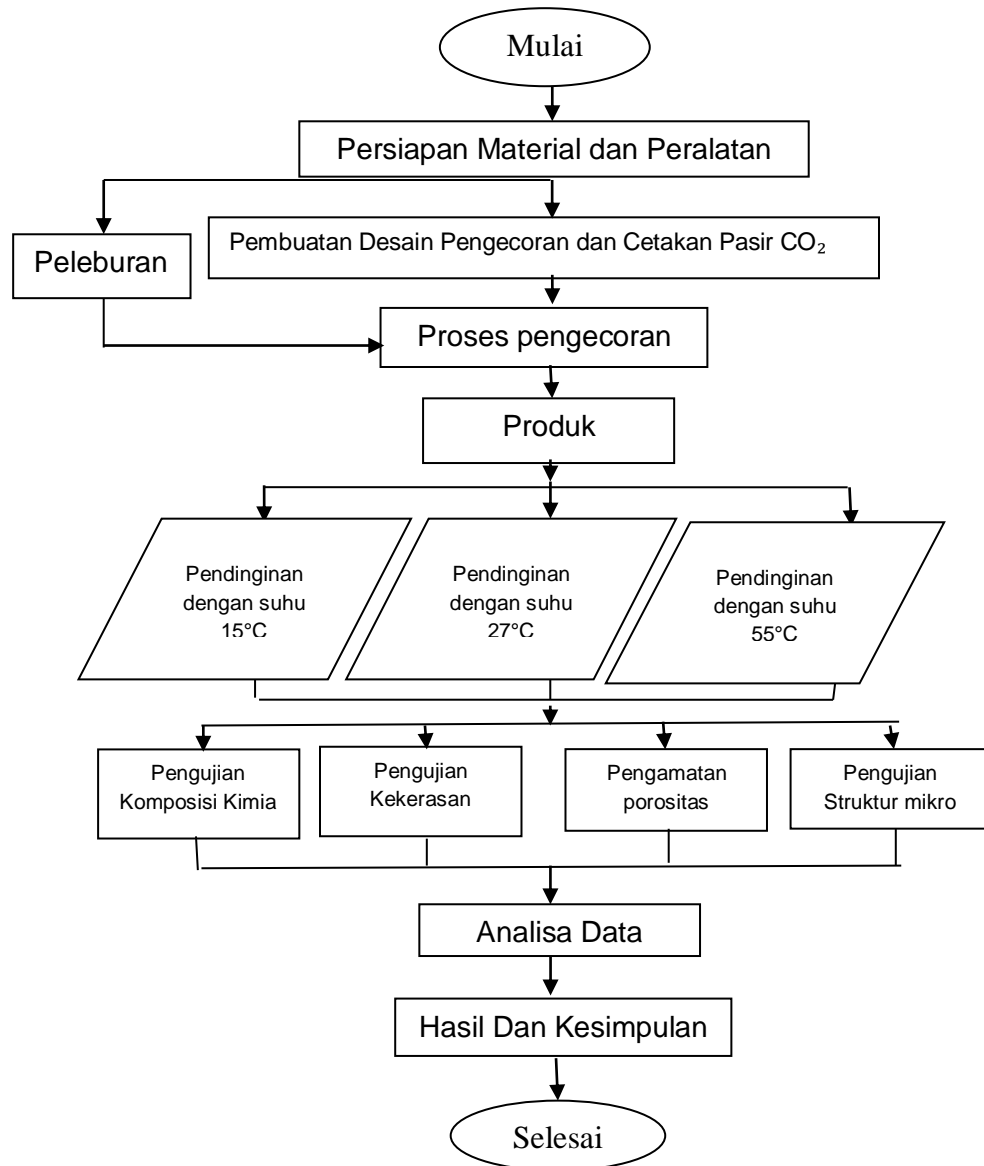 Mulai
Persiapan Material dan Peralatan
Peleburan
Pembuatan Desain Pengecoran dan Cetakan Pasir CO₂
Proses pengecoran
Produk
Pendinginan
dengan suhu
15°C
Pendinginan
dengan suhu
27°C
Pendinginan
dengan suhu
55°C
Pengujian
Komposisi Kimia
Pengujian
Kekerasan
Pengamatan
porositas
Pengujian
Struktur mikro
Analisa Data
Hasil Dan Kesimpulan
Selesai